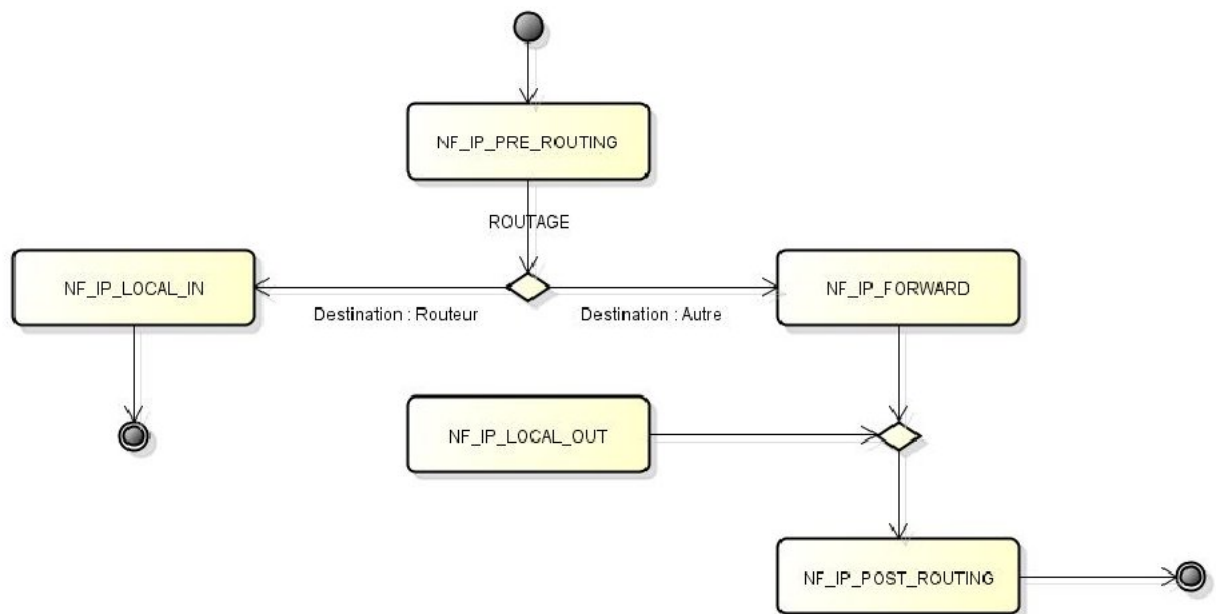 NF_IP_PRE_ROUTING
ROUTAGE
NF_IP_LOCAL_IN
NF_IP_FORWARD
Destination : Routeur
Destination : Autre
NF_IP_LOCAL_OUT
NF_IP_POST_ROUTING